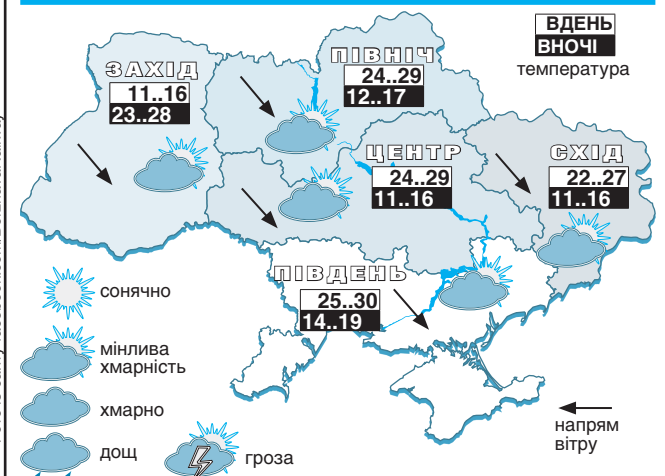 ВДЕНЬ
ВНОЧІ
температура
ПІВНІЧ
24..29
12..17
ЗАХІД
11..16
23..28
ЦЕНТР
24..29
11..16
СХІД
22..27
11..16
ПІВДЕНЬ
25..30
14..19
сонячно
мінлива
хмарність
хмарно
дощ
гроза
напрям
вітру